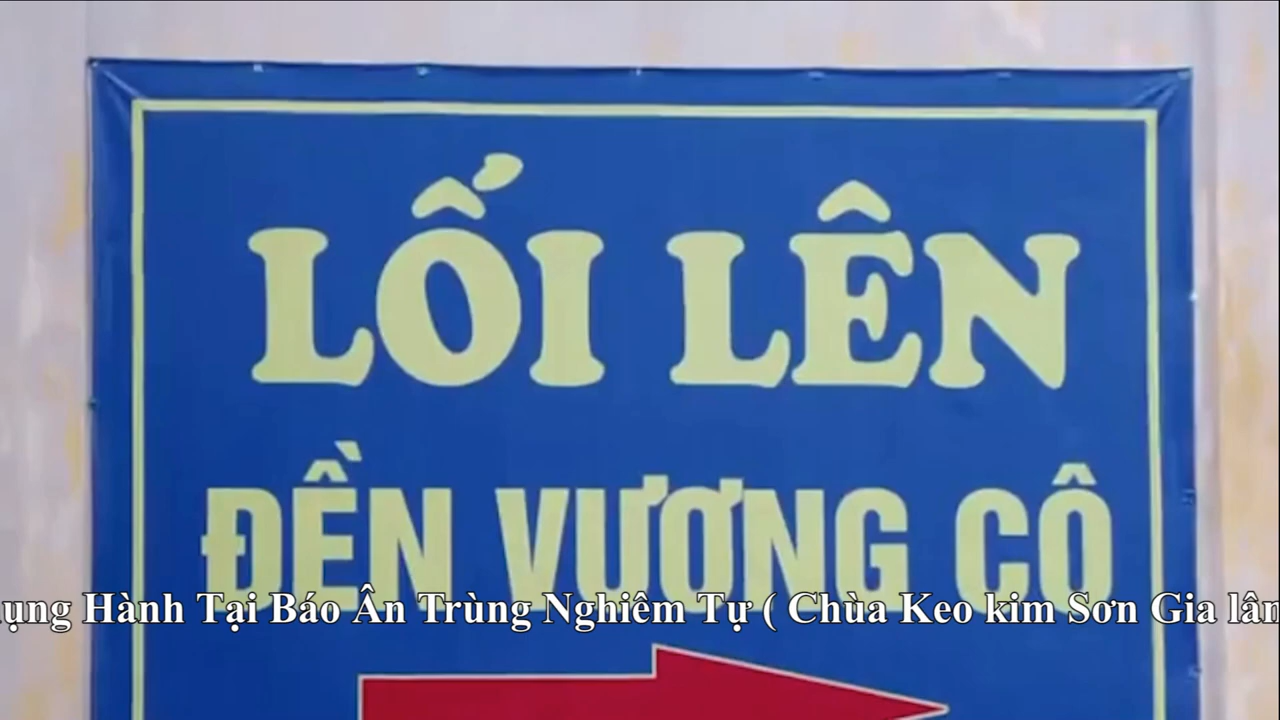 LỐI LÊN
ĐỀN VƯƠNG CÔ
Hành Tại Báo Ân Trùng Nghiêm Tự ( Chùa Keo kim Sơn Gia